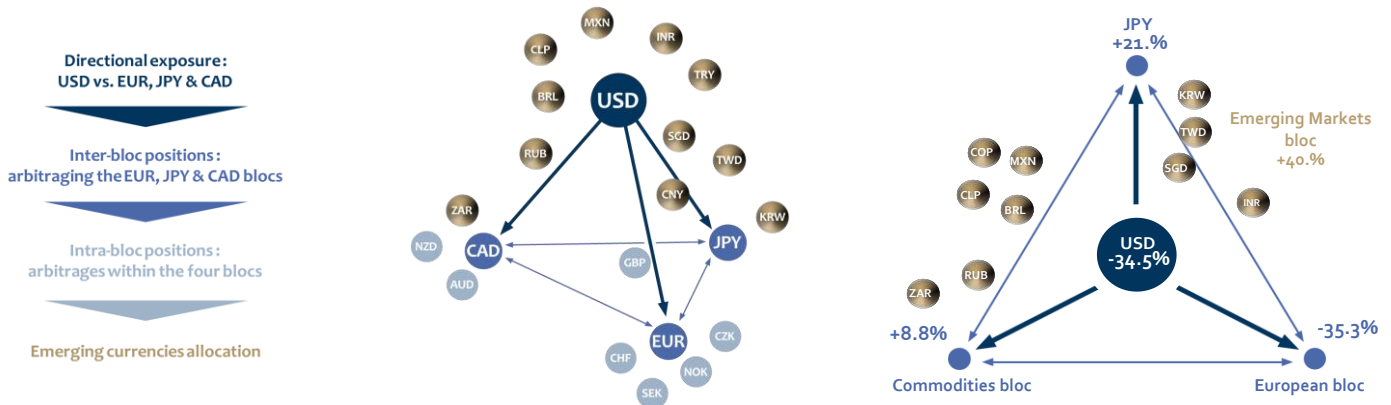 Directional exposure :
USD vs. EUR, JPY & CAD
Inter-bloc positions :
arbitraging the EUR, JPY & CAD blocs
Intra-bloc positions :
arbitrages within the four blocs
Emerging currencies allocation
MXN
INR
CLP
TRY
BRL
USD
SGD
RUB
TWD
CNY
ZAR
KRW
NZD
CAD
JPY
GBP
AUD
EUR
CZK
CHF
NOK
SEK
JPY
+21.%
KRW
Emerging Markets
bloc
+40.%
TWD
COP
MXN
SGD
CLP
BRL
INR
USD
-34.5%
RUB
ZAR
+8.8%
-35.3%
Commodities bloc
European bloc